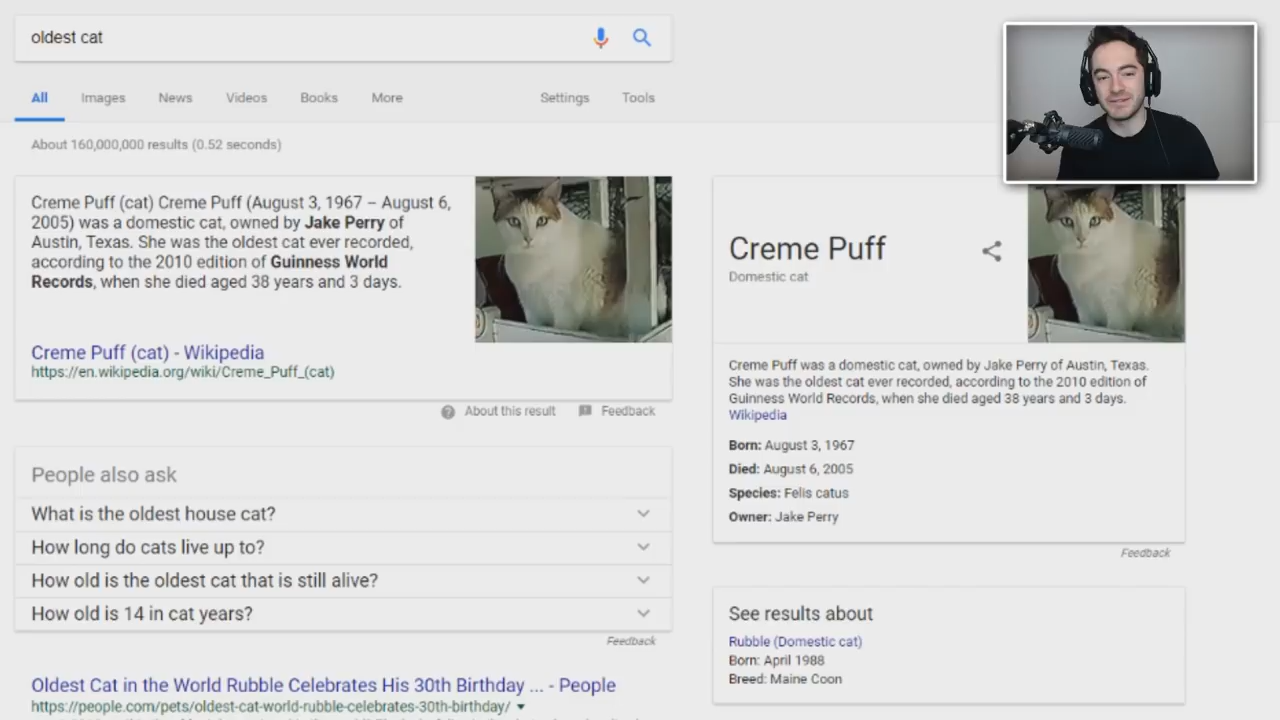 oldest cat
All Images News Videos Books More Settings Tools
About 160,000,000 results (0.52 seconds)
Creme Puff (cat) Creme Puff (August 3, 1967 – August 6,
2005) was a domestic cat, owned by Jake Perry of
Austin, Texas. She was the oldest cat ever recorded,
according to the 2010 edition of Guinness World
Records, when she died aged 38 years and 3 days.
Creme Puff (cat) - Wikipedia
https://en.wikipedia.org/wiki/Creme_Puff_(cat)
About this result Feedback
People also ask
What is the oldest house cat?
How long do cats live up to?
How old is the oldest cat that is still alive?
How old is 14 in cat years?
Feedback
Oldest Cat in the World Rubble Celebrates His 30th Birthday ... - People
https://people.com/pets/oldest-cat-world-rubble-celebrates-30th-birthday/
Creme Puff
Domestic cat
Creme Puff was a domestic cat, owned by Jake Perry of Austin, Texas.
She was the oldest cat ever recorded, according to the 2010 edition of
Guinness World Records, when she died aged 38 years and 3 days.
Wikipedia
Born: August 3, 1967
Died: August 6, 2005
Species: Felis catus
Owner: Jake Perry
Feedback
See results about
Rubble (Domestic cat)
Born: April 1988
Breed: Maine Coon